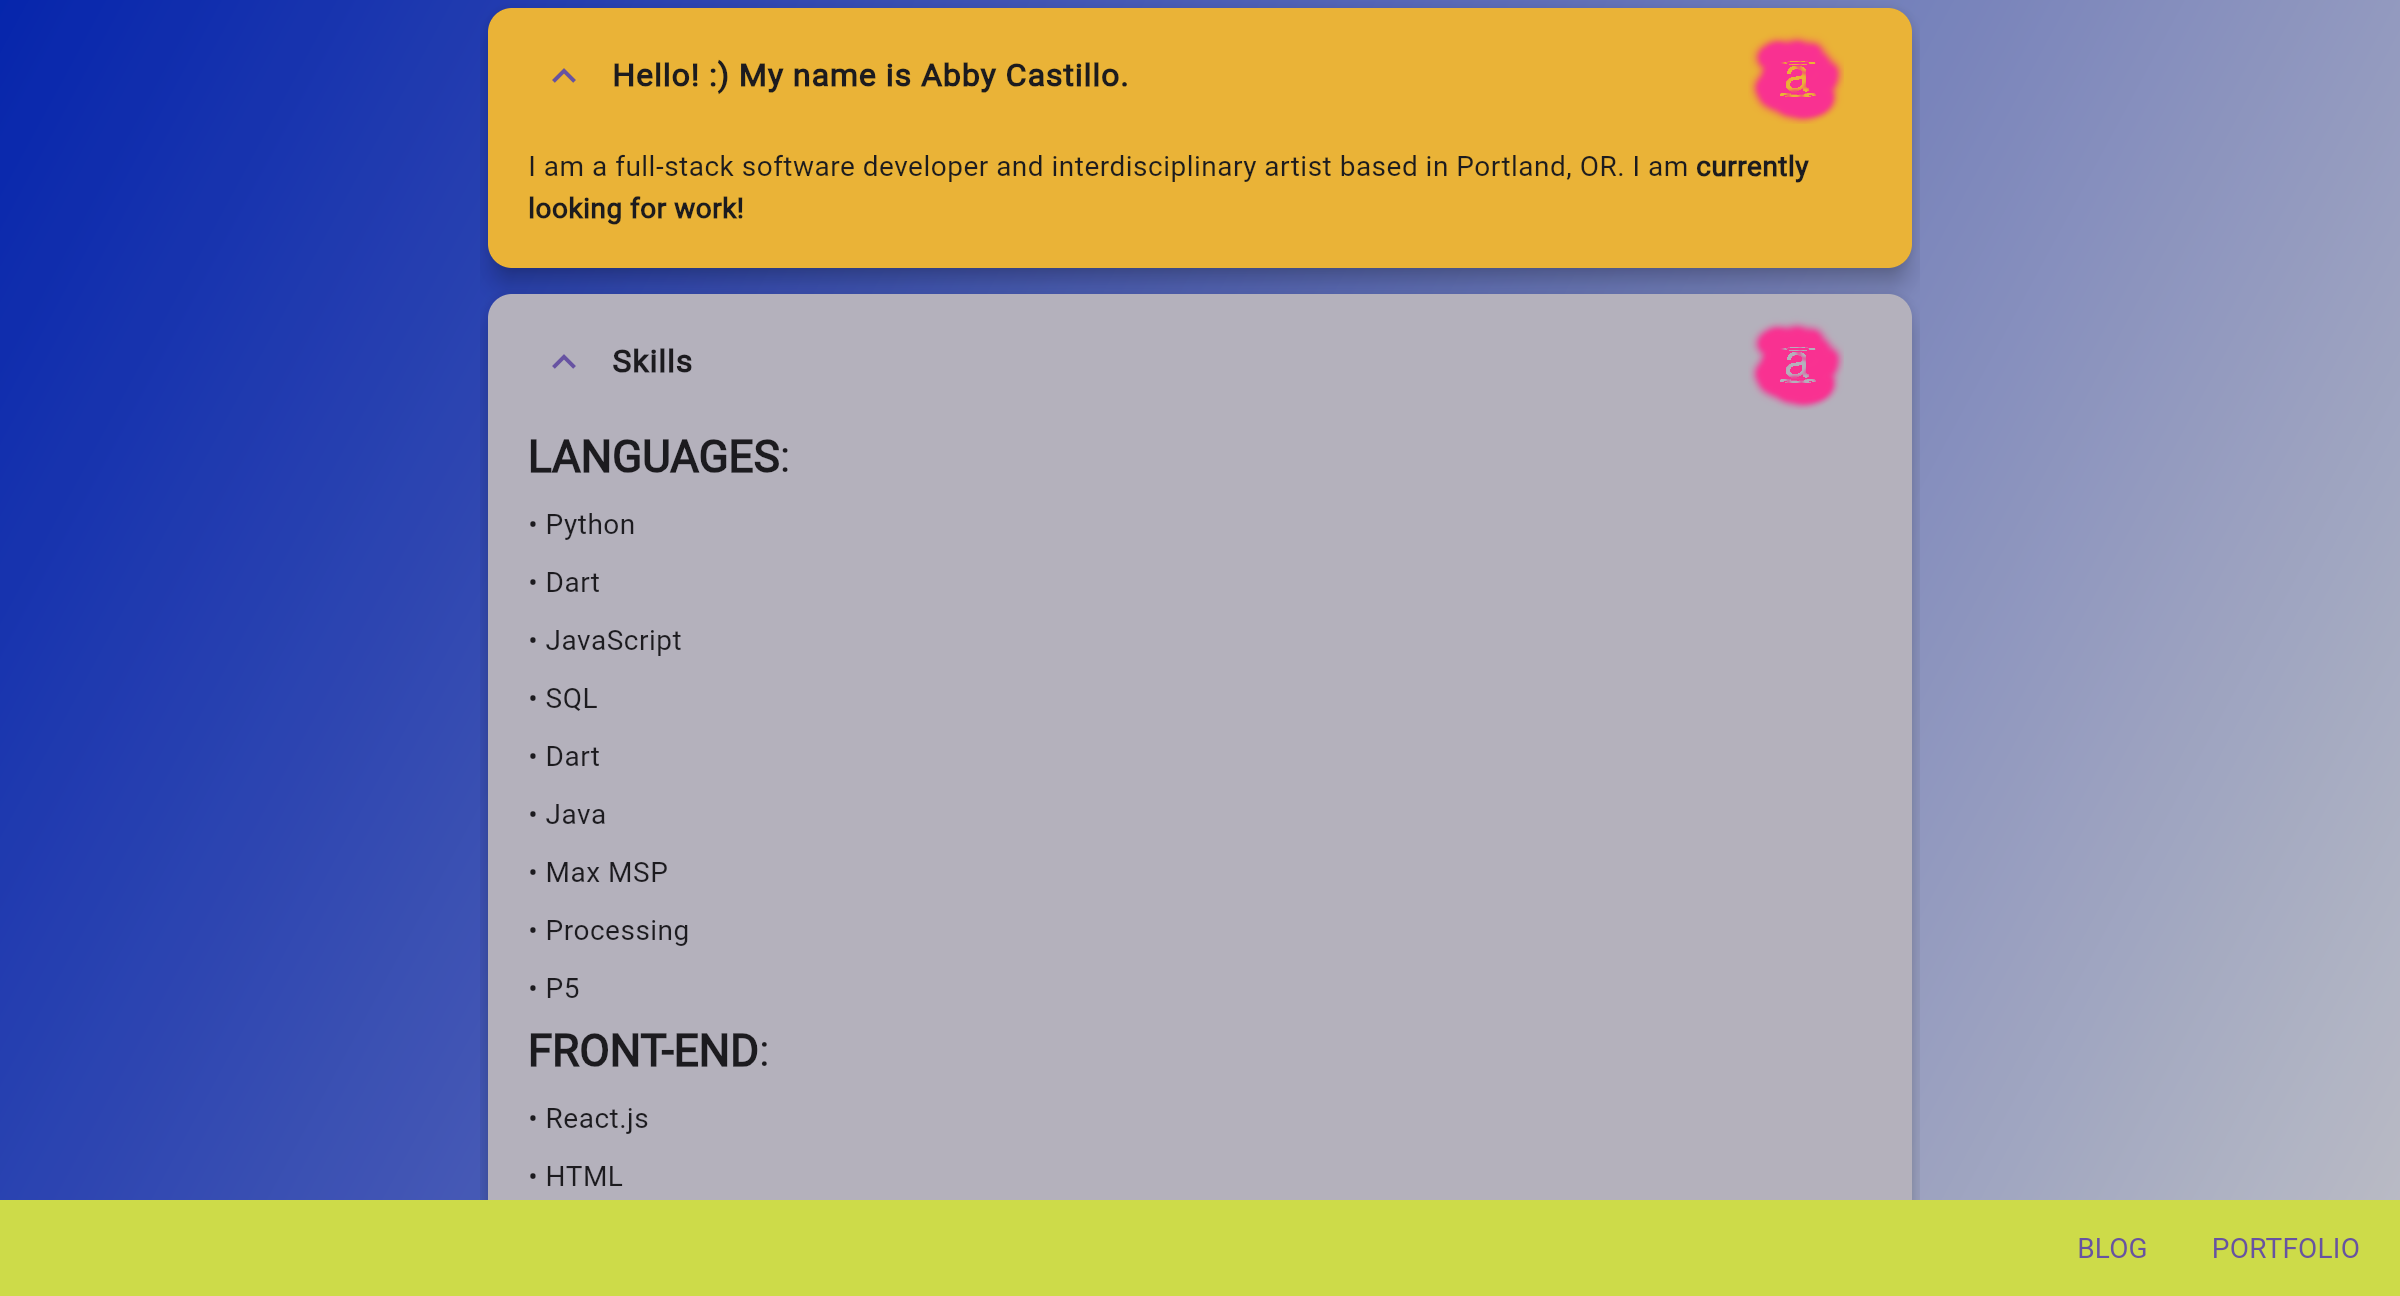 Hello! :) My name is Abby Castillo.
a
I am a full-stack software developer and interdisciplinary artist based in Portland, OR. I am currently
looking for work!
Skills
a
LANGUAGES:
• Python
• Dart
• JavaScript
• SQL
• Dart
• Java
• Max MSP
• Processing
• P5
FRONT-END:
• React.js
• HTML
BLOG PORTFOLIO